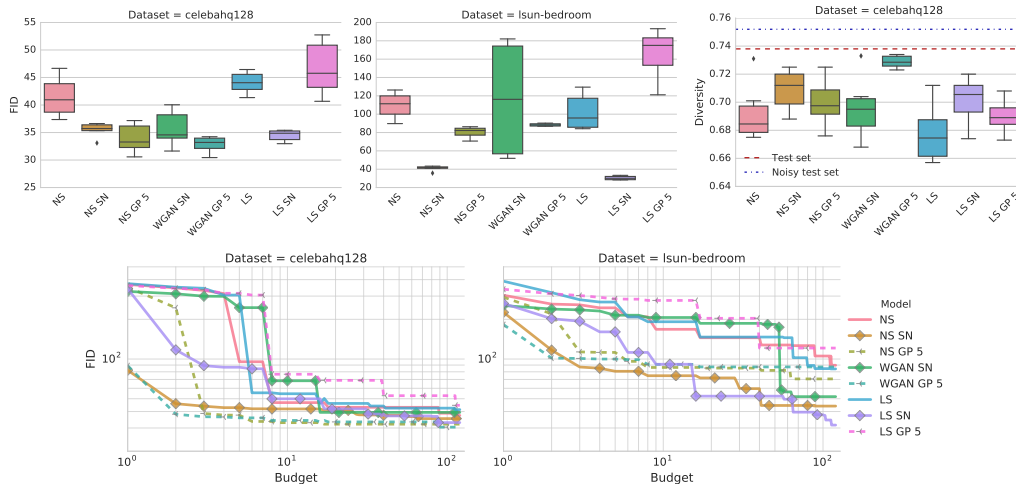 Dataset = celebahq128
FID
55
50
45
40
35
30
25
NS
NS SN
NS GP 5
WGAN SN
WGAN GP 5
LS
LS SN
LS GP 5
Dataset = lsun-bedroom
200
180
160
140
120
100
80
60
40
20
NS
NS SN
NS GP 5
WGAN SN
WGAN GP 5
LS
LS SN
LS GP 5
Dataset = celebahq128
Diversity
0.76
0.74
0.72
0.70
0.68
0.66
0.64
Test set
Noisy test set
NS
NS SN
NS GP 5
WGAN SN
WGAN GP 5
LS
LS SN
LS GP 5
Dataset = celebahq128
FID
10²
10⁰
10¹
10²
Budget
Dataset = lsun-bedroom
10²
10⁰
10¹
10²
Budget
Model
NS
NS SN
NS GP 5
WGAN SN
WGAN GP 5
LS
LS SN
LS GP 5